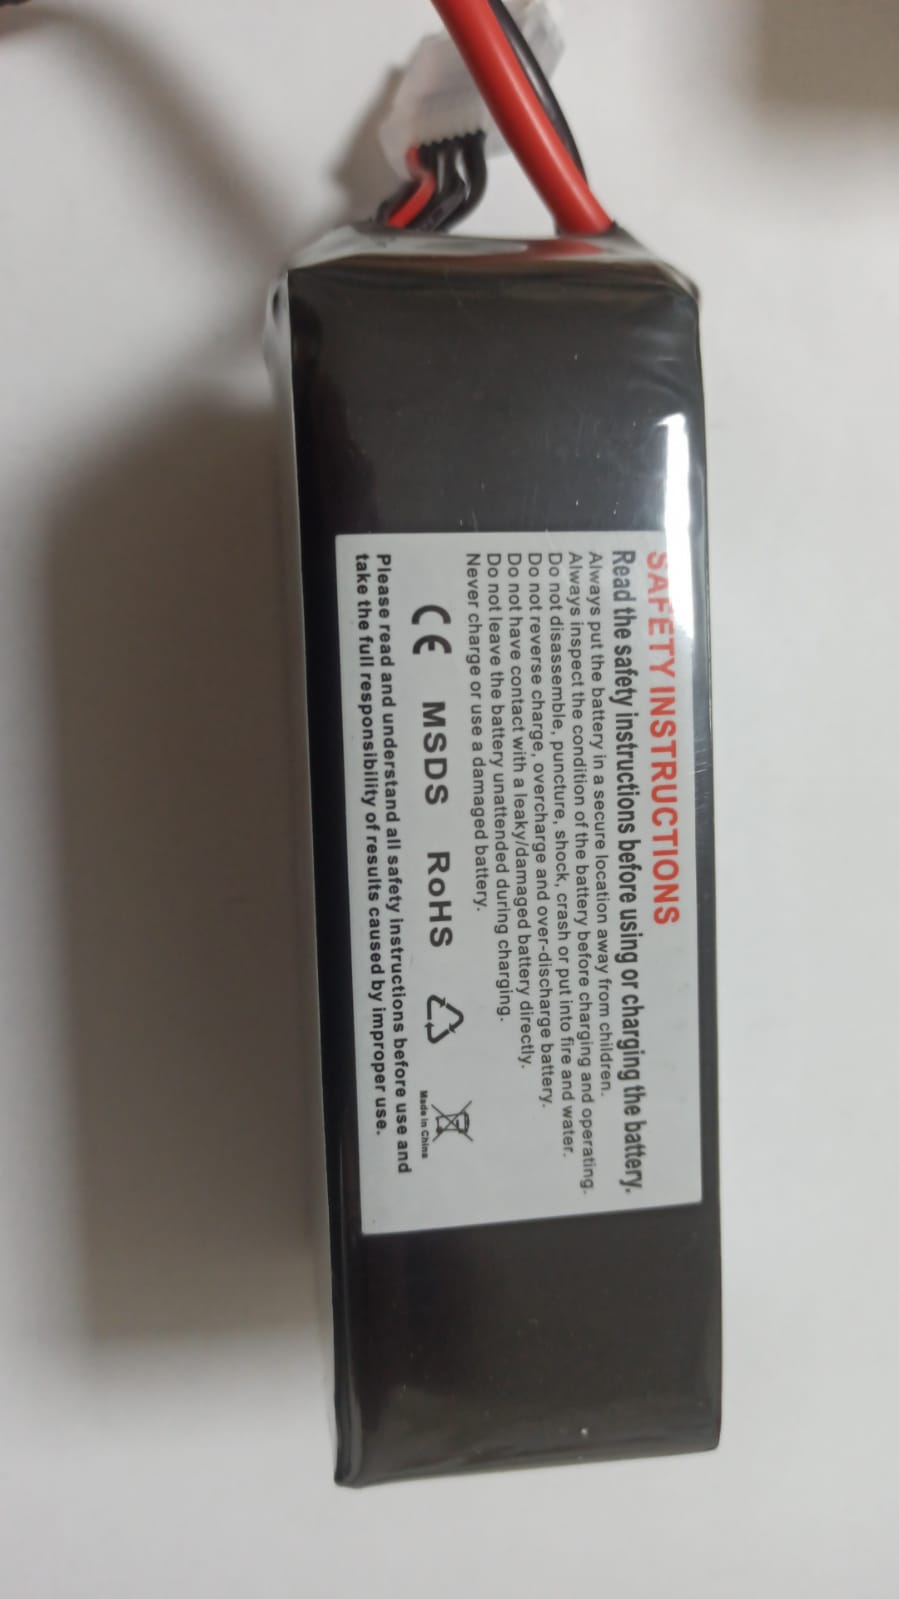 SAFETY INSTRUCTIONS
Read the safety instructions before using or charging the battery.
Always put the battery in a secure location away from children.
Always inspect the condition of the battery before charging and operating.
Do not disassemble, puncture, shock, crash or put into fire and water.
Do not reverse charge, overcharge and over-discharge battery.
Do not have contact with a leaky/damaged battery directly.
Do not leave the battery unattended during charging.
Never charge or use a damaged battery.
CE MSDS RoHS
Made in China
Please read and understand all safety instructions before use and
take the full responsibility of results caused by improper use.